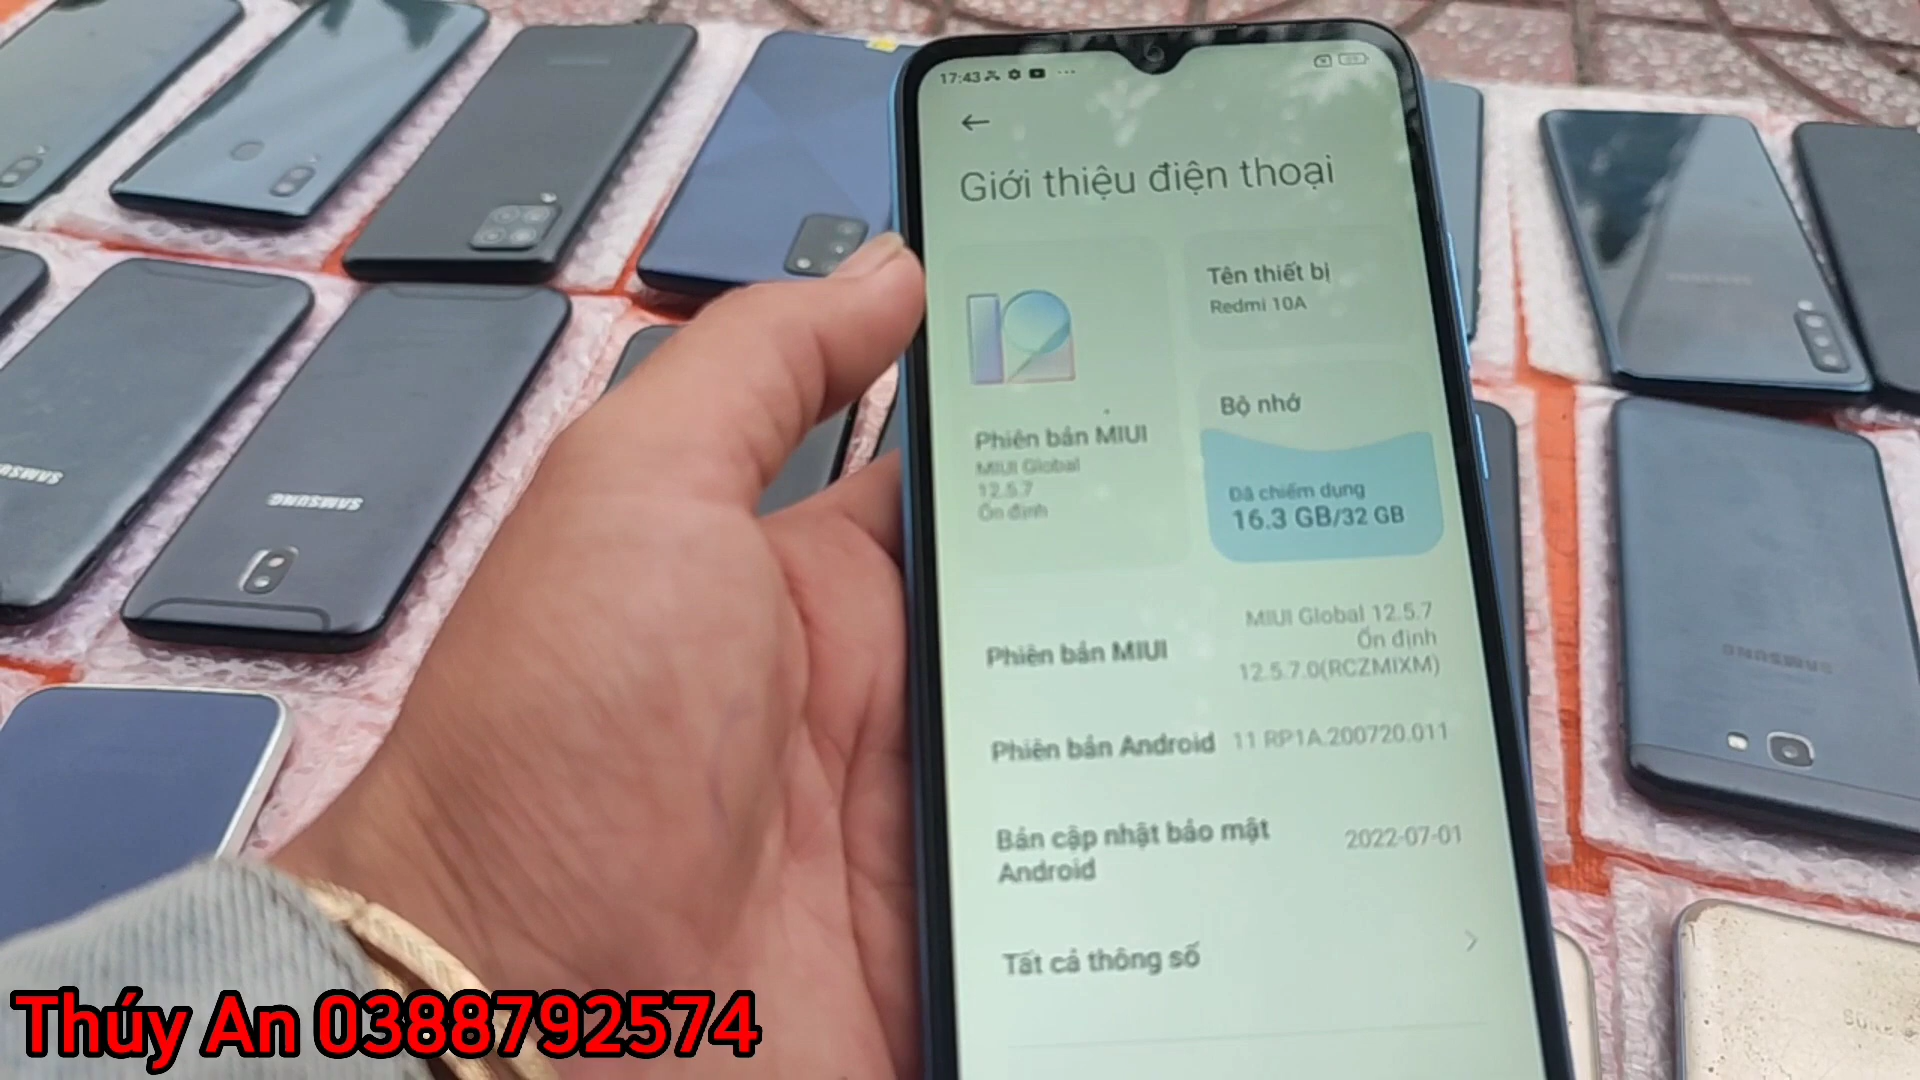 17:43
Giới thiệu điện thoại
Tên thiết bị
Redmi 10A
Bộ nhớ
Phiên bản MIUI
MIUI Global
12.5.7
Ổn định
Đã chiếm dụng
16.3 GB/32 GB
Phiên bản MIUI
MIUI Global 12.5.7
Ổn định
12.5.7.0(RCZMIXM)
Phiên bản Android
11 RP1A.200720.011
Bản cập nhật bảo mật
Android
2022-07-01
Tất cả thông số
SAMSUNG
SAMSUNG
Thúy An 0388792574